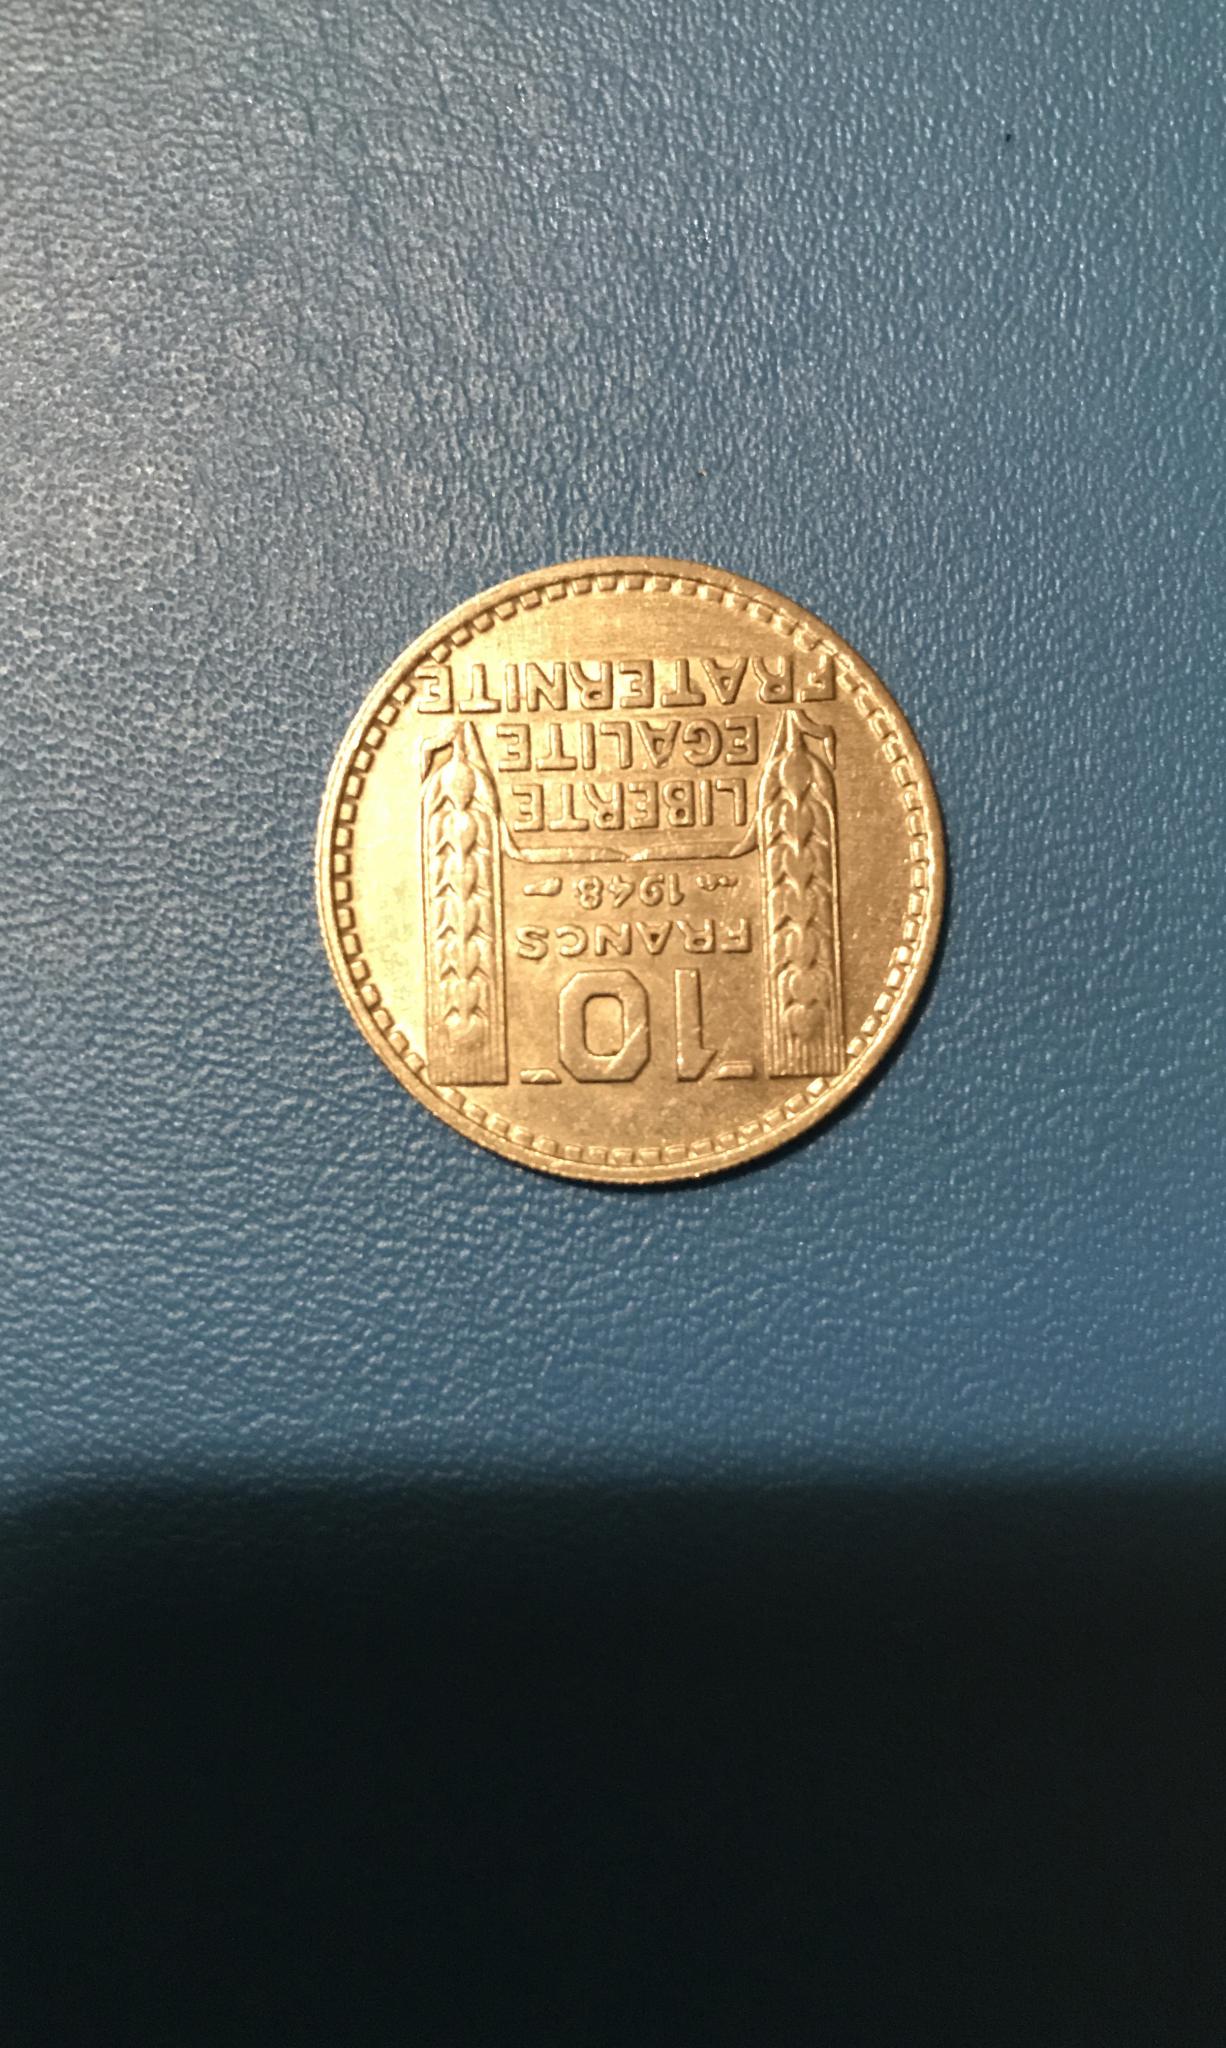 10
FRANCS
1948
LIBERTE
EGALITE
FRATERNITE